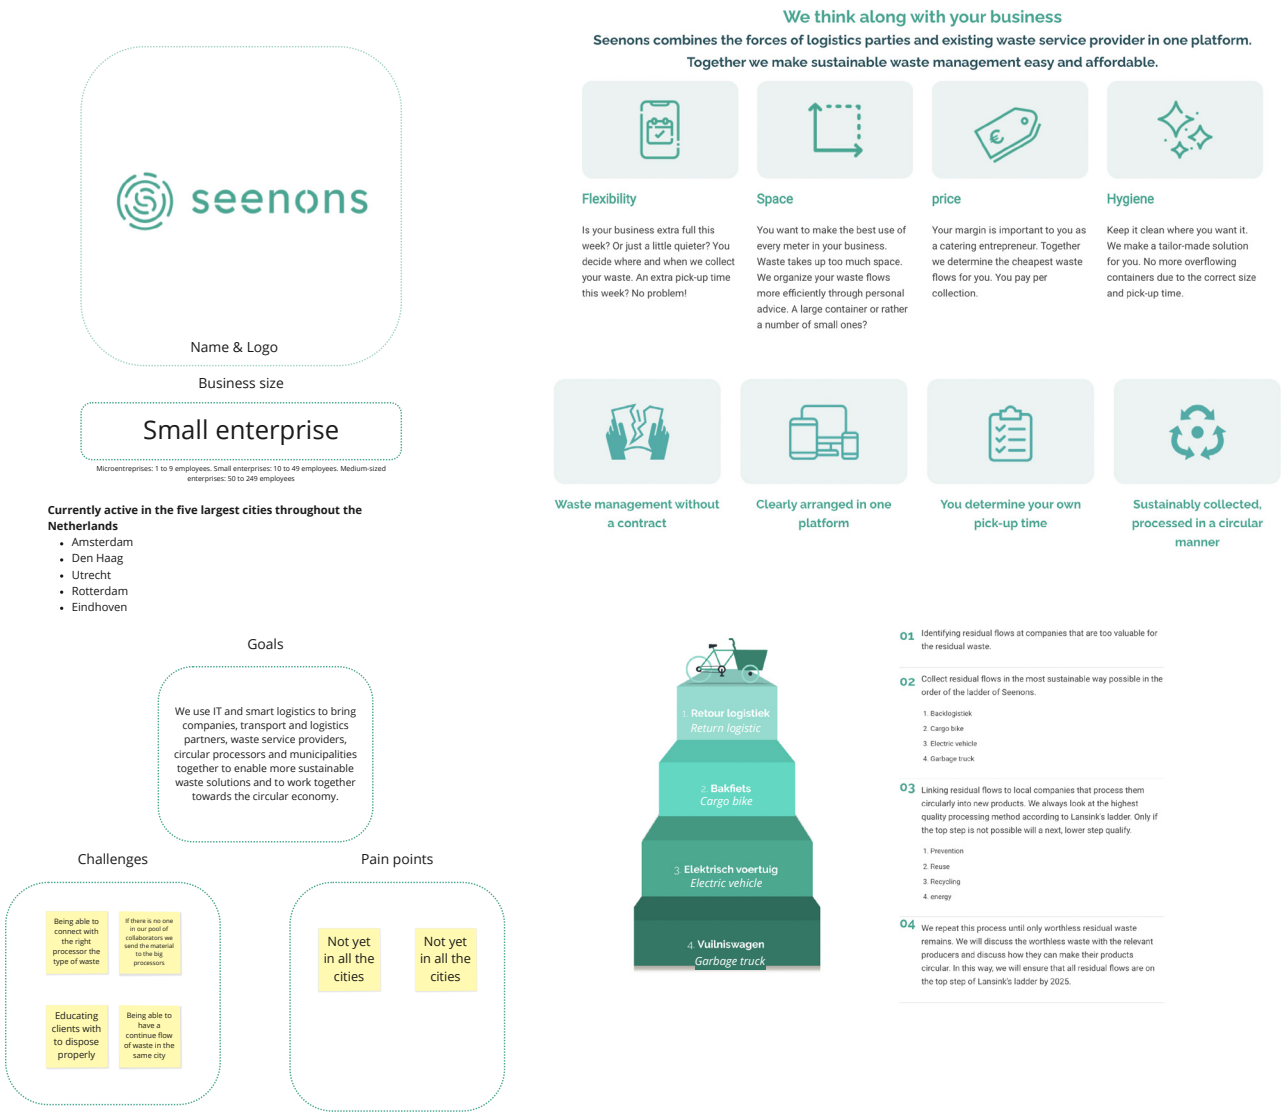 seenons
Name & Logo
Business size
Small enterprise
Microentreprises: 1 to 9 employees. Small enterprises: 10 to 49 employees. Medium-sized
enterprises: 50 to 249 employees
Currently active in the five largest cities throughout the
Netherlands
• Amsterdam
• Den Haag
• Utrecht
• Rotterdam
• Eindhoven
Goals
We use IT and smart logistics to bring
companies, transport and logistics
partners, waste service providers,
circular processors and municipalities
together to enable more sustainable
waste solutions and to work together
towards the circular economy.
Challenges
Being able to
connect with
the right
processor the
type of waste
If there is no one
in our pool of
collaborators we
send the material
to the big
processors
Educating
clients with
to dispose
properly
Being able to
have a
continue flow
of waste in the
same city
Pain points
Not yet
in all the
cities
Not yet
in all the
cities
We think along with your business
Seenons combines the forces of logistics parties and existing waste service provider in one platform.
Together we make sustainable waste management easy and affordable.
Flexibility
Is your business extra full this
week? Or just a little quieter? You
decide where and when we collect
your waste. An extra pick-up time
this week? No problem!
Space
You want to make the best use of
every meter in your business.
Waste takes up too much space.
We organize your waste flows
more efficiently through personal
advice. A large container or rather
a number of small ones?
€
price
Your margin is important to you as
a catering entrepreneur. Together
we determine the cheapest waste
flows for you. You pay per
collection.
Hygiene
Keep it clean where you want it.
We make a tailor-made solution
for you. No more overflowing
containers due to the correct size
and pick-up time.
Waste management without
a contract
Clearly arranged in one
platform
You determine your own
pick-up time
Sustainably collected,
processed in a circular
manner
1. Retour logistiek
Return logistic
2. Bakfiets
Cargo bike
3. Elektrisch voertuig
Electric vehicle
4. Vuilniswagen
Garbage truck
01 Identifying residual flows at companies that are too valuable for
the residual waste.
02 Collect residual flows in the most sustainable way possible in the
order of the ladder of Seenons.
1. Backlogistiek
2. Cargo bike
3. Electric vehicle
4. Garbage truck
03 Linking residual flows to local companies that process them
circularly into new products. We always look at the highest
quality processing method according to Lansink's ladder. Only if
the top step is not possible will a next, lower step qualify.
1. Prevention
2. Reuse
3. Recycling
4. energy
04 We repeat this process until only worthless residual waste
remains. We will discuss the worthless waste with the relevant
producers and discuss how they can make their products
circular. In this way, we will ensure that all residual flows are on
the top step of Lansink's ladder by 2025.